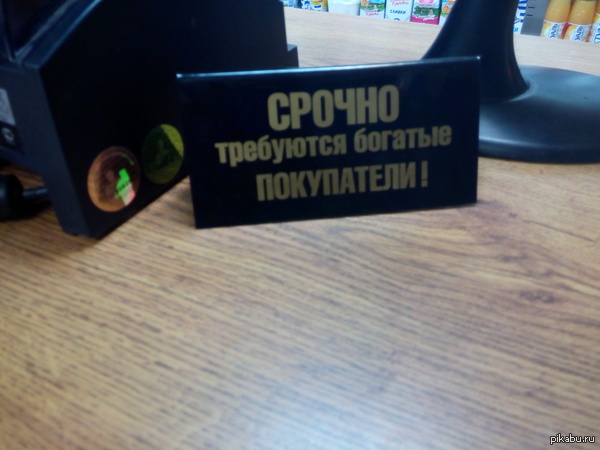 СРОЧНО
требуются богатые
ПОКУПАТЕЛИ!
pikabu.ru